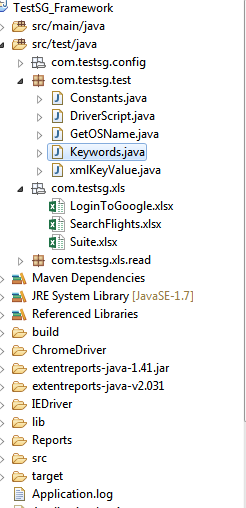 TestSG_Framework
src/main/java
src/test/java
com.testsg.config
com.testsg.test
Constants.java
DriverScript.java
GetOSName.java
Keywords.java
xmlKeyValue.java
com.testsg.xls
LoginToGoogle.xlsx
SearchFlights.xlsx
Suite.xlsx
com.testsg.xls.read
Maven Dependencies
JRE System Library [JavaSE-1.7]
Referenced Libraries
build
ChromeDriver
extentreports-java-1.41.jar
extentreports-java-v2.031
IEDriver
lib
Reports
src
target
Application.log